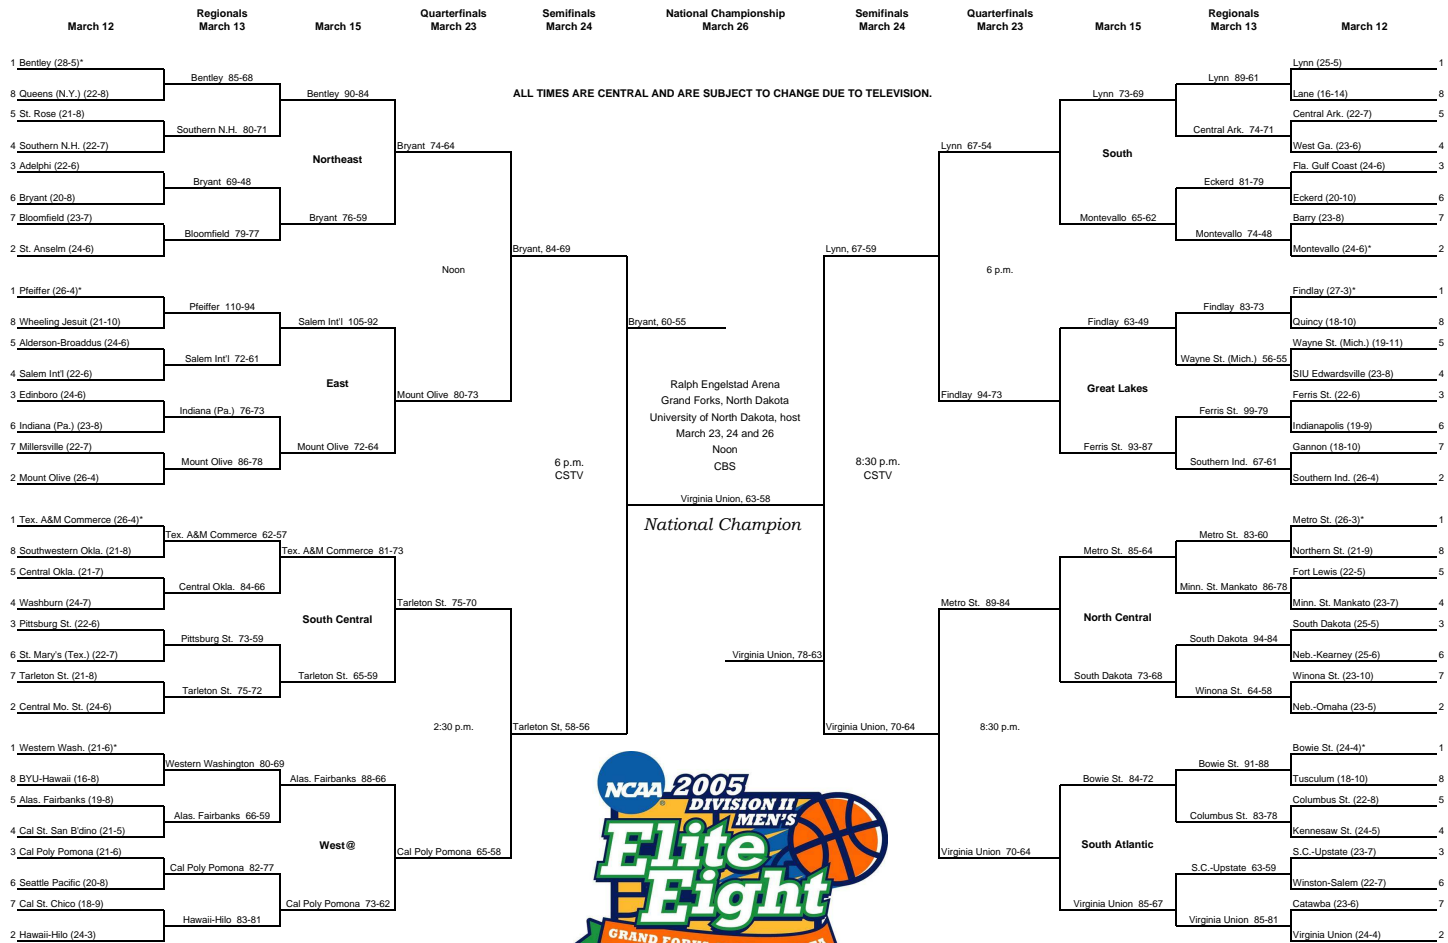 Regionals Quarterfinals Semifinals National Championship Semifinals Quarterfinals Regionals
March 12 March 13 March 15 March 23 March 24 March 26 March 24 March 23 March 15 March 13 March 12
ALL TIMES ARE CENTRAL AND ARE SUBJECT TO CHANGE DUE TO TELEVISION.
1 Bentley (28-5)*
Bentley 85-68
8 Queens (N.Y.) (22-8)
Bentley 90-84
5 St. Rose (21-8)
Southern N.H. 80-71
4 Southern N.H. (22-7)
Bryant 74-64
Northeast
3 Adelphi (22-6)
Bryant 69-48
6 Bryant (20-8)
Bryant 76-59
7 Bloomfield (23-7)
Bloomfield 79-77
2 St. Anselm (24-6)
Bryant, 84-69
Noon
1 Pfeiffer (26-4)*
Pfeiffer 110-94
8 Wheeling Jesuit (21-10)
Salem Int'l 105-92
5 Alderson-Broaddus (24-6)
Salem Int'l 72-61
4 Salem Int'l (22-6)
East
3 Edinboro (24-6)
Mount Olive 80-73
Indiana (Pa.) 76-73
6 Indiana (Pa.) (23-8)
Mount Olive 72-64
7 Millersville (22-7)
Mount Olive 86-78
2 Mount Olive (26-4)
6 p.m.
CSTV
1 Tex. A&M Commerce (26-4)*
Tex. A&M Commerce 62-57
8 Southwestern Okla. (21-8)
Tex. A&M Commerce 81-73
5 Central Okla. (21-7)
Central Okla. 84-66
4 Washburn (24-7)
Tarleton St. 75-70
South Central
3 Pittsburg St. (22-6)
Pittsburg St. 73-59
6 St. Mary's (Tex.) (22-7)
Tarleton St. 65-59
7 Tarleton St. (21-8)
Tarleton St. 75-72
2 Central Mo. St. (24-6)
2:30 p.m.
Tarleton St, 58-56
1 Western Wash. (21-6)*
Western Washington 80-69
8 BYU-Hawaii (16-8)
Alas. Fairbanks 88-66
5 Alas. Fairbanks (19-8)
Alas. Fairbanks 66-59
4 Cal St. San B'dino (21-5)
West@
3 Cal Poly Pomona (21-6)
Cal Poly Pomona 65-58
Cal Poly Pomona 82-77
6 Seattle Pacific (20-8)
Cal Poly Pomona 73-62
7 Cal St. Chico (18-9)
Hawaii-Hilo 83-81
2 Hawaii-Hilo (24-3)
Bryant, 60-55
Ralph Engelstad Arena
Grand Forks, North Dakota
University of North Dakota, host
March 23, 24 and 26
Noon
CBS
Virginia Union, 63-58
National Champion
Virginia Union, 78-63
NCAA 2005
DIVISION II
MEN'S
Elite
Eight
Lynn (25-5) 1
Lynn 89-61
Lane (16-14) 8
Lynn 73-69
Central Ark. (22-7) 5
Central Ark. 74-71
West Ga. (23-6) 4
Lynn 67-54
South
Fla. Gulf Coast (24-6) 3
Eckerd 81-79
Eckerd (20-10) 6
Montevallo 65-62
Barry (23-8) 7
Montevallo 74-48
Montevallo (24-6)* 2
Lynn, 67-59
6 p.m.
Findlay (27-3)* 1
Findlay 83-73
Quincy (18-10) 8
Findlay 63-49
Wayne St. (Mich.) (19-11) 5
Wayne St. (Mich.) 56-55
SIU Edwardsville (23-8) 4
Great Lakes
Ferris St. (22-6) 3
Findlay 94-73
Ferris St. 99-79
Indianapolis (19-9) 6
Ferris St. 93-87
Gannon (18-10) 7
Southern Ind. 67-61
Southern Ind. (26-4) 2
8:30 p.m.
CSTV
Metro St. (26-3)* 1
Metro St. 83-60
Northern St. (21-9) 8
Metro St. 85-64
Fort Lewis (22-5) 5
Minn. St. Mankato 86-78
Minn. St. Mankato (23-7) 4
Metro St. 89-84
North Central
South Dakota (25-5) 3
South Dakota 94-84
Neb.-Kearney (25-6) 6
South Dakota 73-68
Winona St. (23-10) 7
Winona St. 64-58
Neb.-Omaha (23-5) 2
Virginia Union, 70-64
8:30 p.m.
Bowie St. (24-4)* 1
Bowie St. 91-88
Tusculum (18-10) 8
Bowie St. 84-72
Columbus St. (22-8) 5
Columbus St. 83-78
Kennesaw St. (24-5) 4
South Atlantic
S.C.-Upstate (23-7) 3
Virginia Union 70-64
S.C.-Upstate 63-59
Winston-Salem (22-7) 6
Virginia Union 85-67
Catawba (23-6) 7
Virginia Union 85-81
Virginia Union (24-4) 2